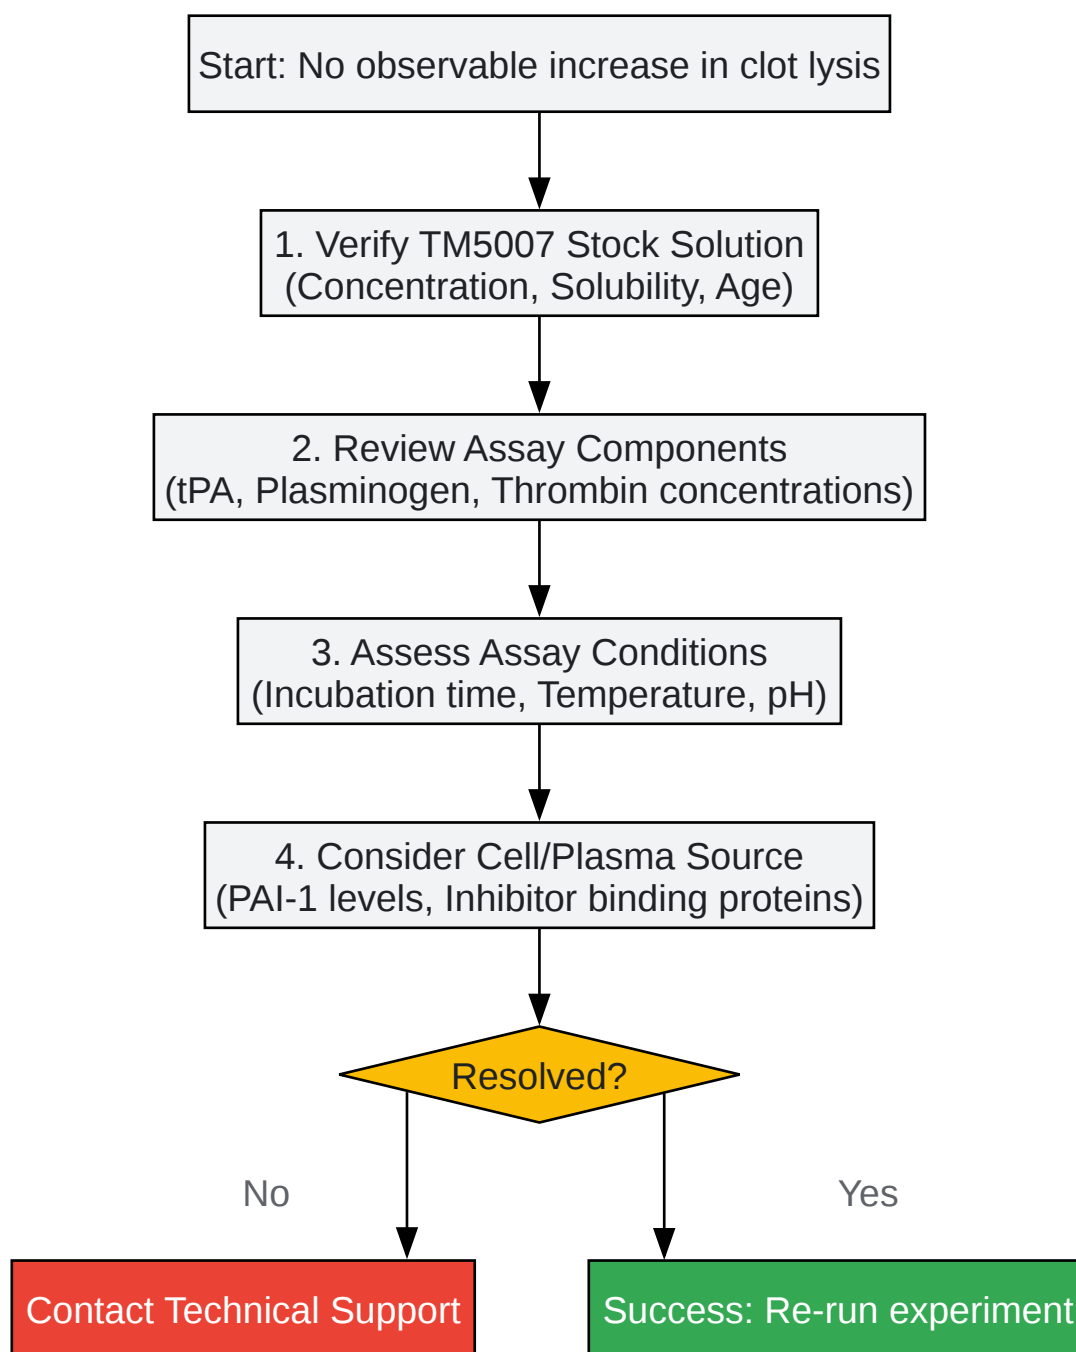 Start: No observable increase in clot lysis
1. Verify TM5007 Stock Solution
(Concentration, Solubility, Age)
2. Review Assay Components
(tPA, Plasminogen, Thrombin concentrations)
3. Assess Assay Conditions
(Incubation time, Temperature, pH)
4. Consider Cell/Plasma Source
(PAI-1 levels, Inhibitor binding proteins)
Resolved?
No
Yes
Contact Technical Support
Success: Re-run experiment